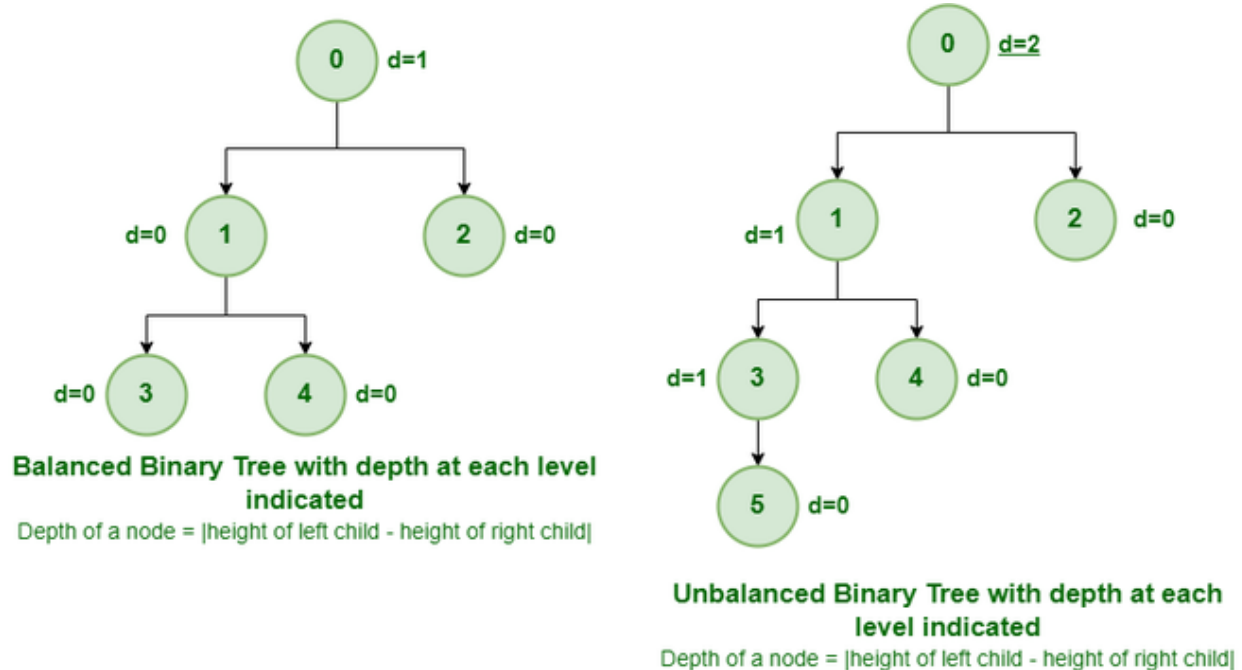 0 d=1
d=0 1 2 d=0
d=0 3 4 d=0
Balanced Binary Tree with depth at each level
indicated
Depth of a node = |height of left child - height of right child|
0 d=2
d=1 1 2 d=0
d=1 3 4 d=0
5 d=0
Unbalanced Binary Tree with depth at each
level indicated
Depth of a node = |height of left child - height of right child|